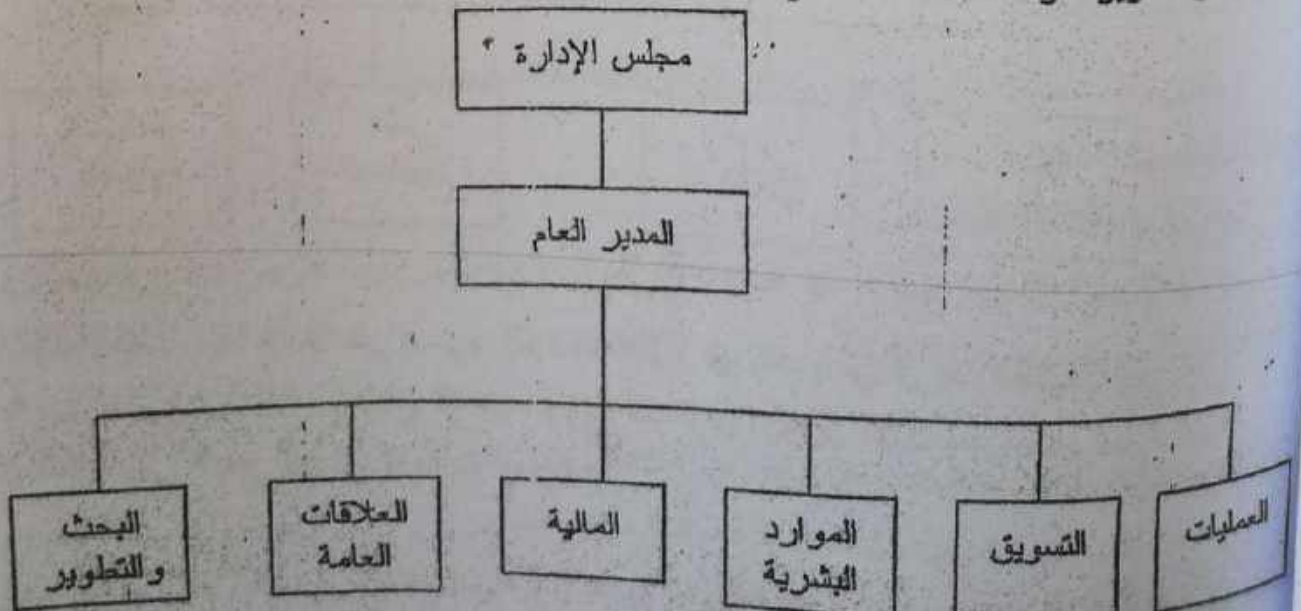 مجلس الإدارة
المدير العام
العمليات
التسويق
الموارد
البشرية
المالية
العلاقات
العامة
البحث
والتطوير